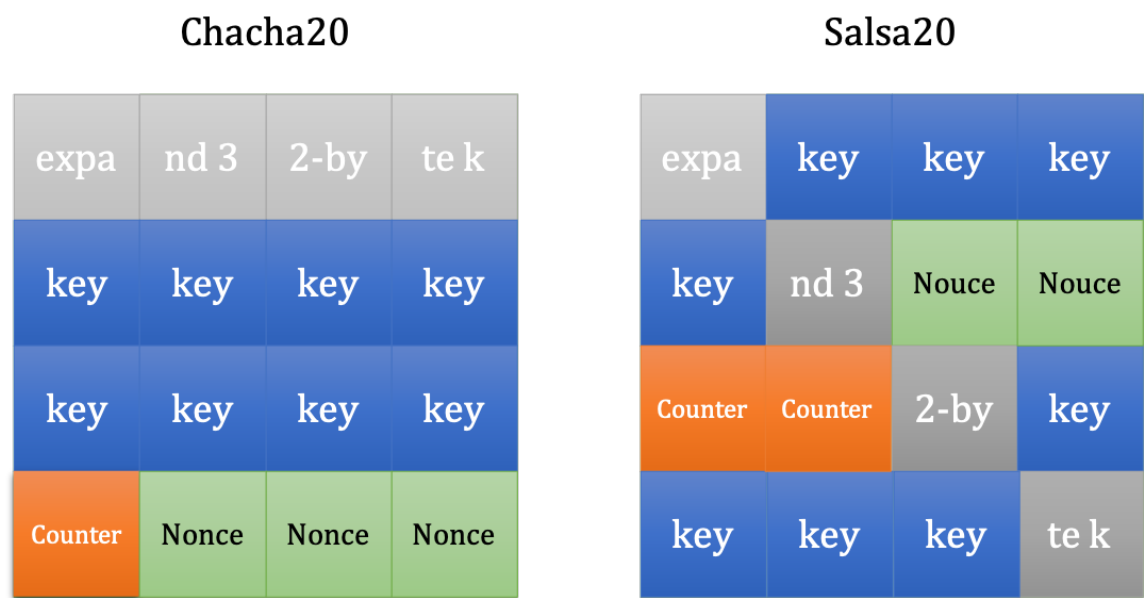 Chacha20
expa nd 3 2-by te k
key key key key
key key key key
Counter Nonce Nonce Nonce
Salsa20
expa key key key
key nd 3 Nouce Nouce
Counter Counter 2-by key
key key key te k